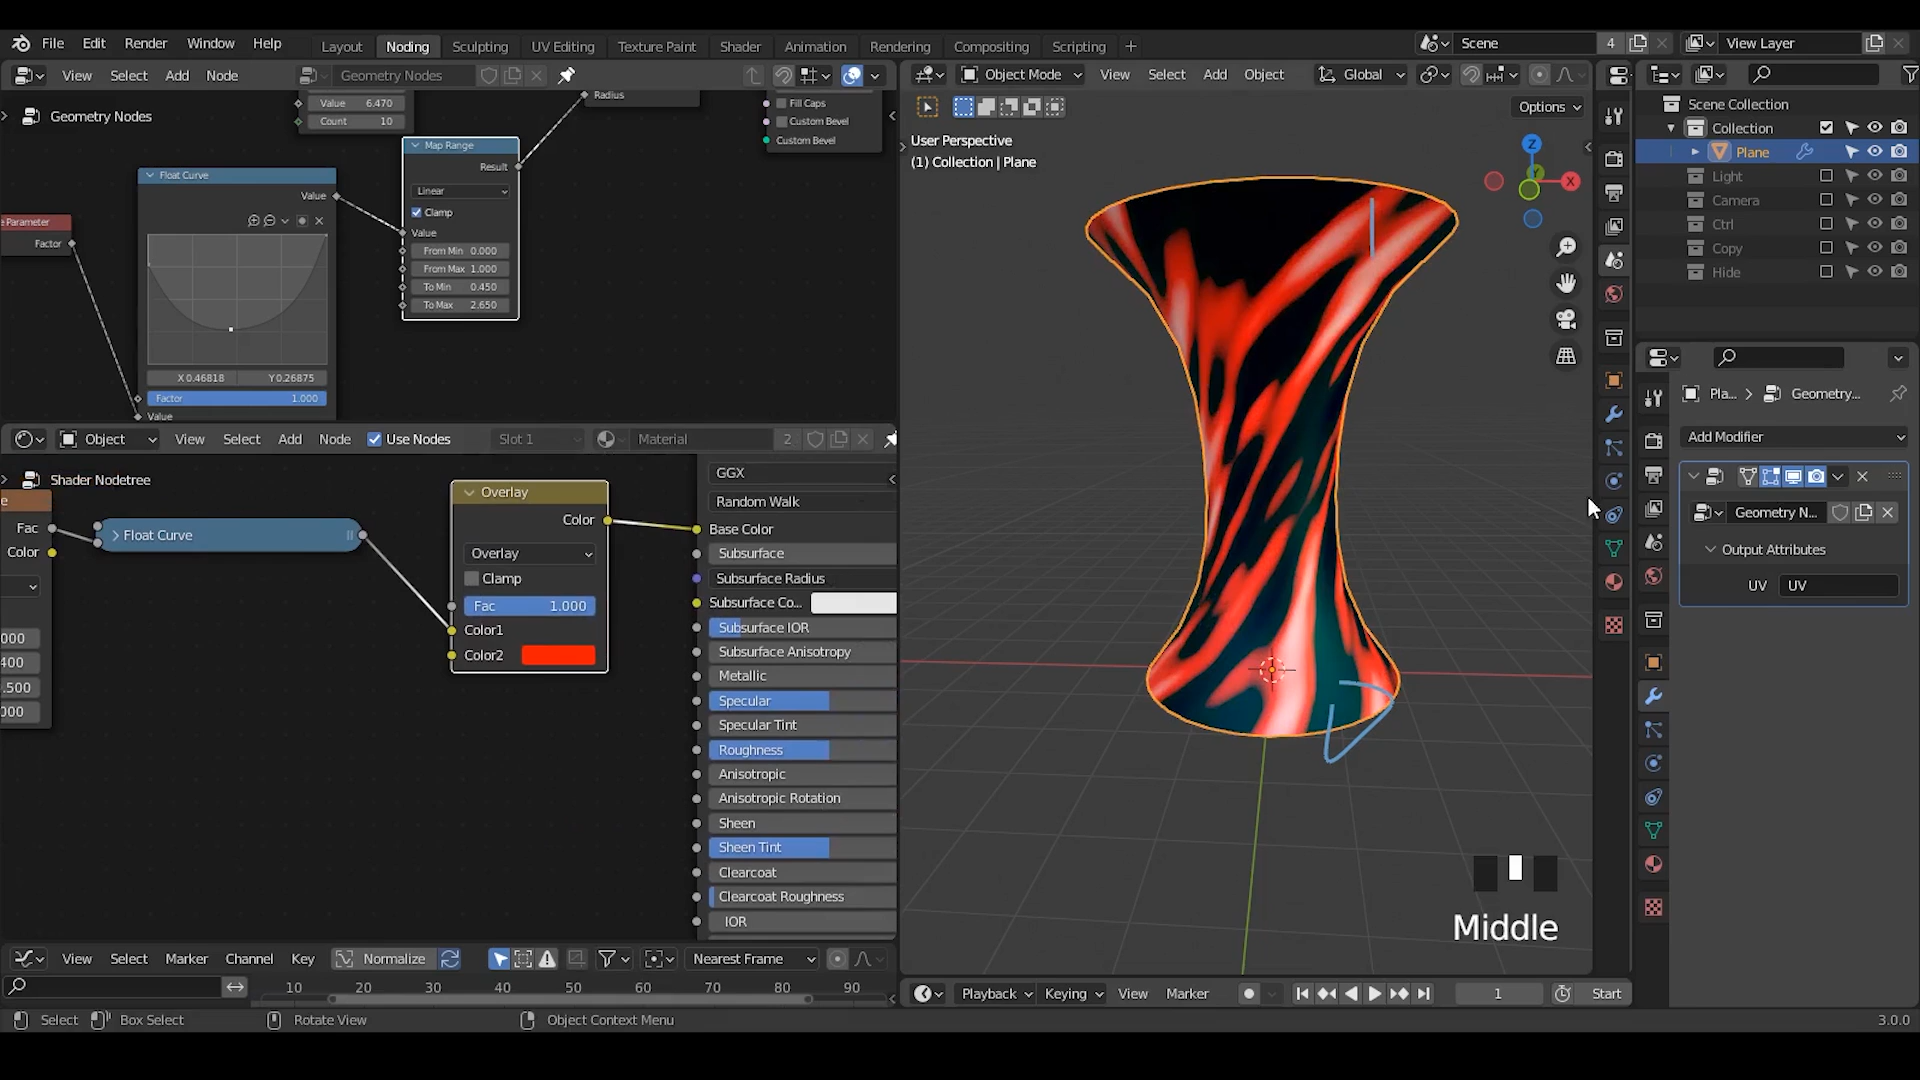 File Edit Render Window Help Layout Noding Sculpting UV Editing Texture Paint Shader Animation Rendering Compositing Scripting + Scene 4 View Layer
View Select Add Node Geometry Nodes
Object Mode View Select Add Object Global
Options
Geometry Nodes
Value 6.470
Count 10
Radius
Fill Caps
Custom Bevel
Custom Bevel
Map Range
Result
Linear
Clamp
Value
From Min 0.000
From Max 1.000
To Min 0.450
To Max 2.650
Float Curve
Value
X 0.46818 Y 0.26875
Factor 1.000
Value
e Parameter
Factor
User Perspective
(1) Collection | Plane
Z
X
Scene Collection
Collection
Plane
Light
Camera
Ctrl
Copy
Hide
Pla... > Geometry...
Add Modifier
Geometry N...
Output Attributes
UV UV
Object View Select Add Node Use Nodes Slot 1 Material 2
Shader Nodetree
e
Fac
Color
000
400
.500
000
Float Curve
Overlay
Color
Overlay
Clamp
Fac 1.000
Color1
Color2
GGX
Random Walk
Base Color
Subsurface
Subsurface Radius
Subsurface Co...
Subsurface IOR
Subsurface Anisotropy
Metallic
Specular
Specular Tint
Roughness
Anisotropic
Anisotropic Rotation
Sheen
Sheen Tint
Clearcoat
Clearcoat Roughness
IOR
Middle
View Select Marker Channel Key Normalize Nearest Frame
10 20 30 40 50 60 70 80 90
Playback Keying View Marker 1 Start
Select Box Select Rotate View Object Context Menu 3.0.0